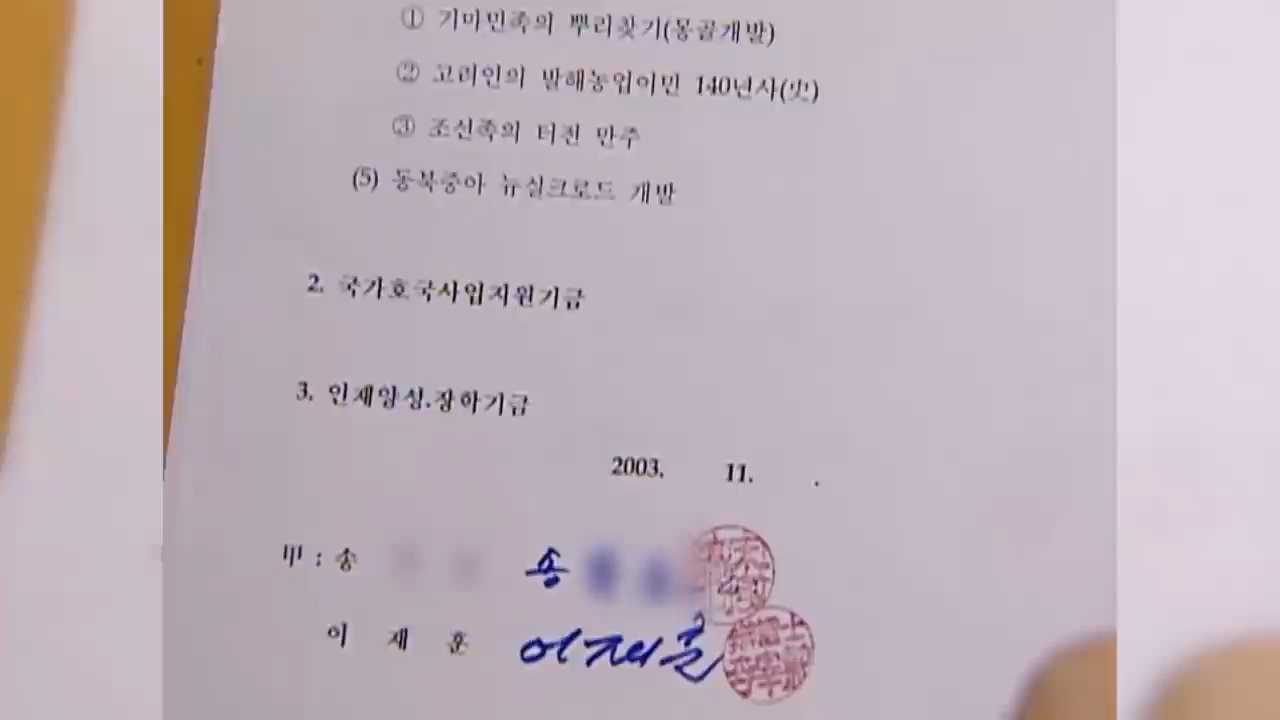 ① 기마민족의 뿌리찾기(몽골개발)
② 고려인의 발해농업이민 140년사(史)
③ 조선족의 터전 만주
(5) 동북중아 뉴실크로드 개발
2. 국가호국사업지원기금
3. 인재양성.장학기금
2003. 11. .
甲 : 송 송
이 재 훈 이재훈